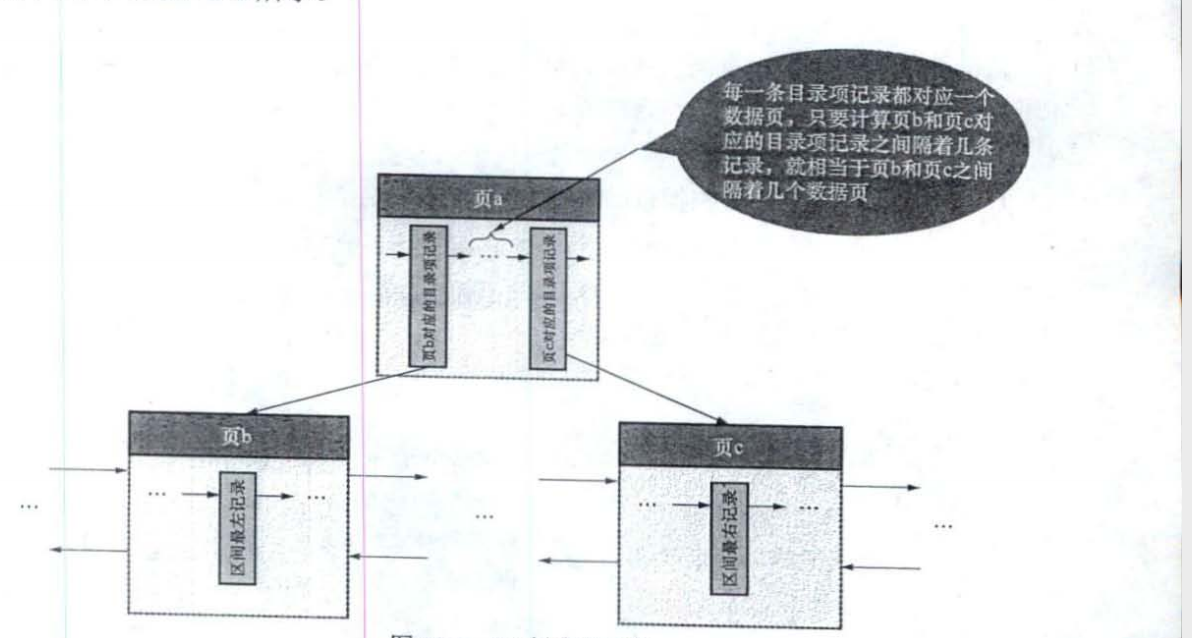 每一条目录项记录都对应一个
数据页，只要计算页b和页c对
应的目录项记录之间隔着几条
记录，就相当于页b和页c之间
隔着几个数据页
页a
页b对应的目录项记录
...
页c对应的目录项记录
页b
页c
...
区间最左记录
...
...
...
区间最右记录
...
...
...
图